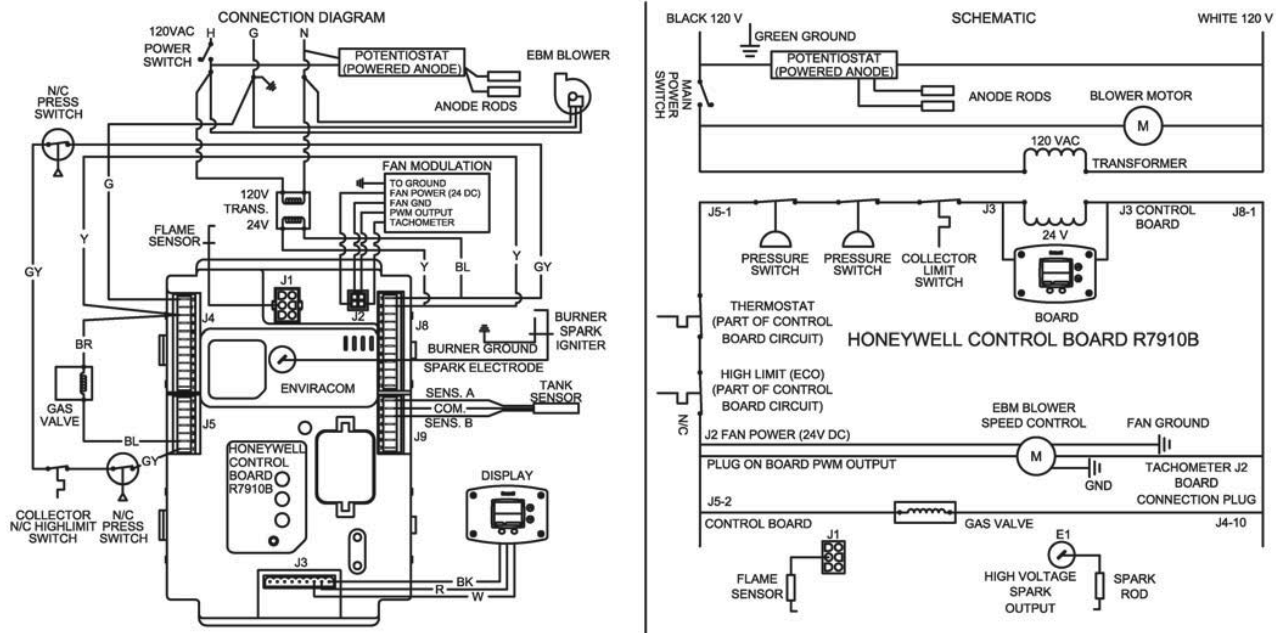 CONNECTION DIAGRAM
120VAC
H
G
N
POWER
SWITCH
POTENTIOSTAT
(POWERED ANODE)
EBM BLOWER
ANODE RODS
N/C
PRESS
SWITCH
G
FAN MODULATION
TO GROUND
FAN POWER (24 DC)
FAN GND
PWM OUTPUT
TACHOMETER
120V
TRANS.
24V
FLAME
SENSOR
Y
GY
Y
BL
Y
GY
J1
J2
J4
J8
BURNER
SPARK
IGNITER
BURNER GROUND
SPARK ELECTRODE
BR
GAS
VALVE
ENVIRACOM
SENS. A
COM.
SENS. B
TANK
SENSOR
J5
J9
BL
GY
HONEYWELL
CONTROL
BOARD
R7910B
DISPLAY
COLLECTOR
N/C HIGHLIMIT
SWITCH
N/C
PRESS
SWITCH
J3
BK
R
W
BLACK 120 V
SCHEMATIC
WHITE 120 V
GREEN GROUND
POTENTIOSTAT
(POWERED ANODE)
MAIN
POWER
SWITCH
ANODE RODS
BLOWER MOTOR
M
120 VAC
TRANSFORMER
J5-1
J3
J3 CONTROL
BOARD
J8-1
24 V
PRESSURE
SWITCH
PRESSURE
SWITCH
COLLECTOR
LIMIT
SWITCH
BOARD
THERMOSTAT
(PART OF CONTROL
BOARD CIRCUIT)
HONEYWELL CONTROL BOARD R7910B
HIGH LIMIT (ECO)
(PART OF CONTROL
BOARD CIRCUIT)
N/C
EBM BLOWER
SPEED CONTROL
FAN GROUND
J2 FAN POWER (24V DC)
M
PLUG ON BOARD PWM OUTPUT
GND
TACHOMETER J2
BOARD
CONNECTION PLUG
J5-2
CONTROL BOARD
GAS VALVE
J4-10
J1
FLAME
SENSOR
E1
HIGH VOLTAGE
SPARK
OUTPUT
SPARK
ROD